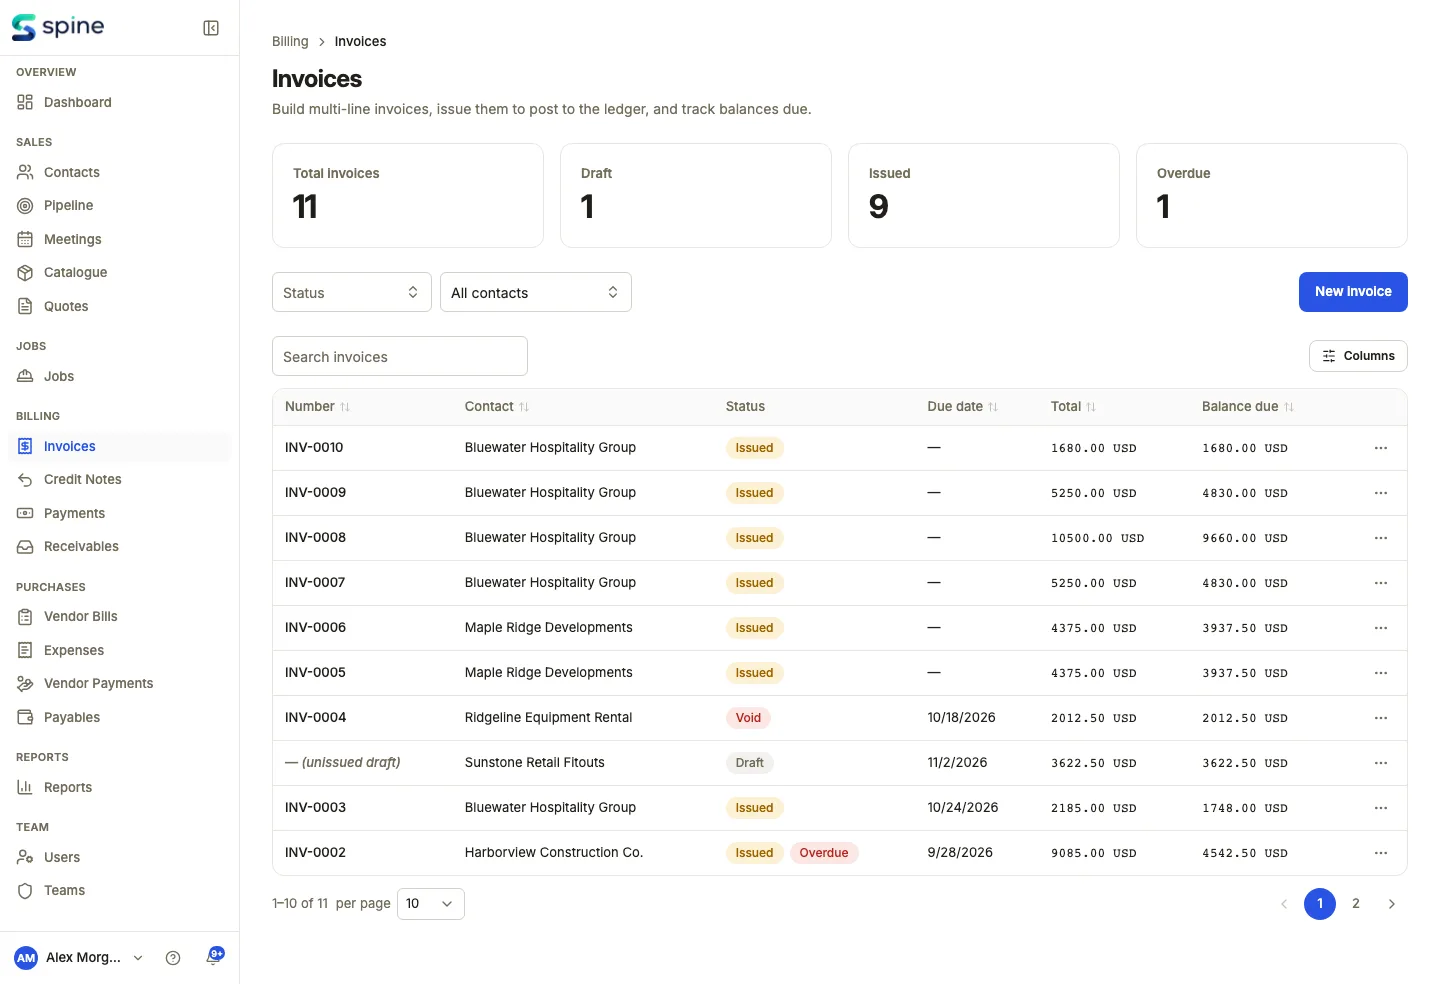 spine
OVERVIEW
Dashboard
SALES
Contacts
Pipeline
Meetings
Catalogue
Quotes
JOBS
Jobs
BILLING
Invoices
Credit Notes
Payments
Receivables
PURCHASES
Vendor Bills
Expenses
Vendor Payments
Payables
REPORTS
Reports
TEAM
Users
Teams
AM Alex Morg... 9+
Billing > Invoices
Invoices
Build multi-line invoices, issue them to post to the ledger, and track balances due.
Total invoices
11
Draft
1
Issued
9
Overdue
1
Status All contacts New invoice
Search invoices Columns
Number Contact Status Due date Total Balance due
INV-0010 Bluewater Hospitality Group Issued — 1680.00 USD 1680.00 USD
INV-0009 Bluewater Hospitality Group Issued — 5250.00 USD 4830.00 USD
INV-0008 Bluewater Hospitality Group Issued — 10500.00 USD 9660.00 USD
INV-0007 Bluewater Hospitality Group Issued — 5250.00 USD 4830.00 USD
INV-0006 Maple Ridge Developments Issued — 4375.00 USD 3937.50 USD
INV-0005 Maple Ridge Developments Issued — 4375.00 USD 3937.50 USD
INV-0004 Ridgeline Equipment Rental Void 10/18/2026 2012.50 USD 2012.50 USD
— (unissued draft) Sunstone Retail Fitouts Draft 11/2/2026 3622.50 USD 3622.50 USD
INV-0003 Bluewater Hospitality Group Issued 10/24/2026 2185.00 USD 1748.00 USD
INV-0002 Harborview Construction Co. Issued Overdue 9/28/2026 9085.00 USD 4542.50 USD
1–10 of 11 per page 10 1 2